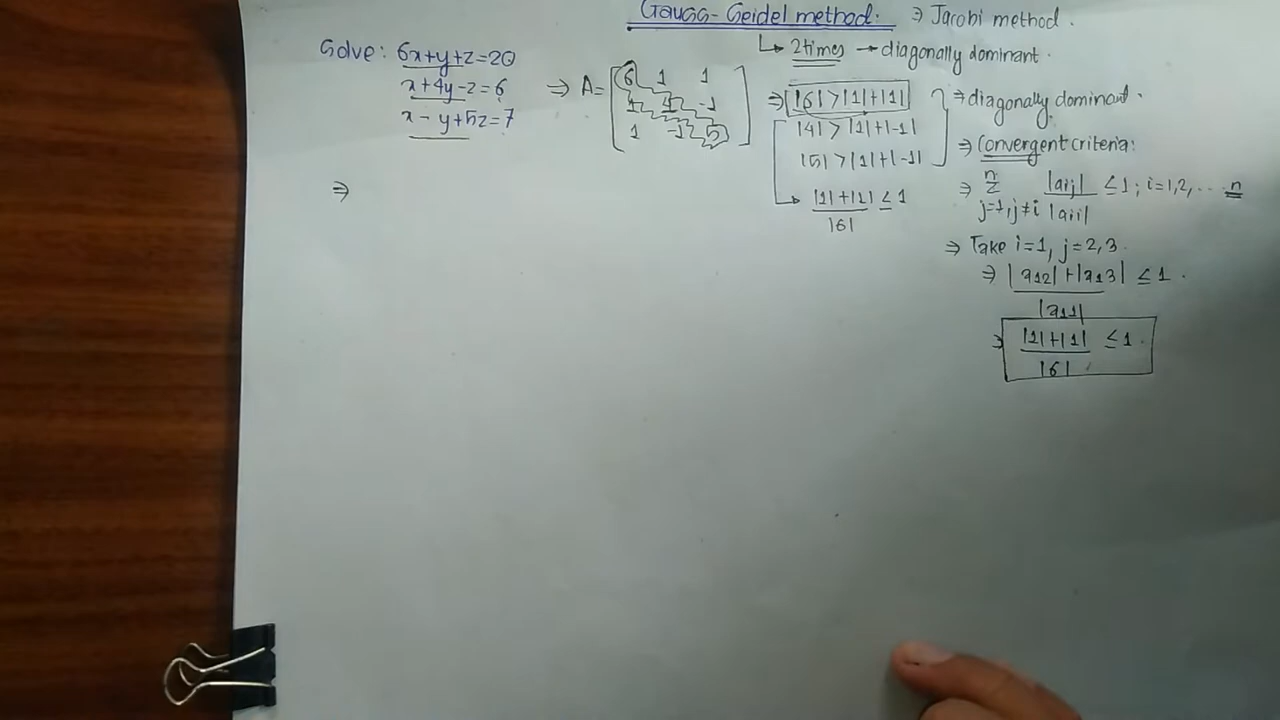 Gauss-Seidel method. ⇒ Jacobi method.
↳ 2times → diagonally dominant.
Solve: 6x+y+z=20
x+4y-z=6
x-y+5z=7
⇒ A= [6 1 1
1 4 -1
1 -1 5]
⇒ |6|>|1|+|1|
|4|>|1|+|-1|
|5|>|1|+|-1|
|1|+|1| ≤ 1
|6|
⇒ diagonally dominant.
⇒ Convergent criteria:
⇒ n Σ j=1, j≠i |aij| / |aii| ≤ 1; i=1,2,...n
⇒ Take i=1, j=2,3.
⇒ |a12|+|a13| ≤ 1.
|a11|
⇒ |1|+|1| ≤ 1.
|6|
⇒